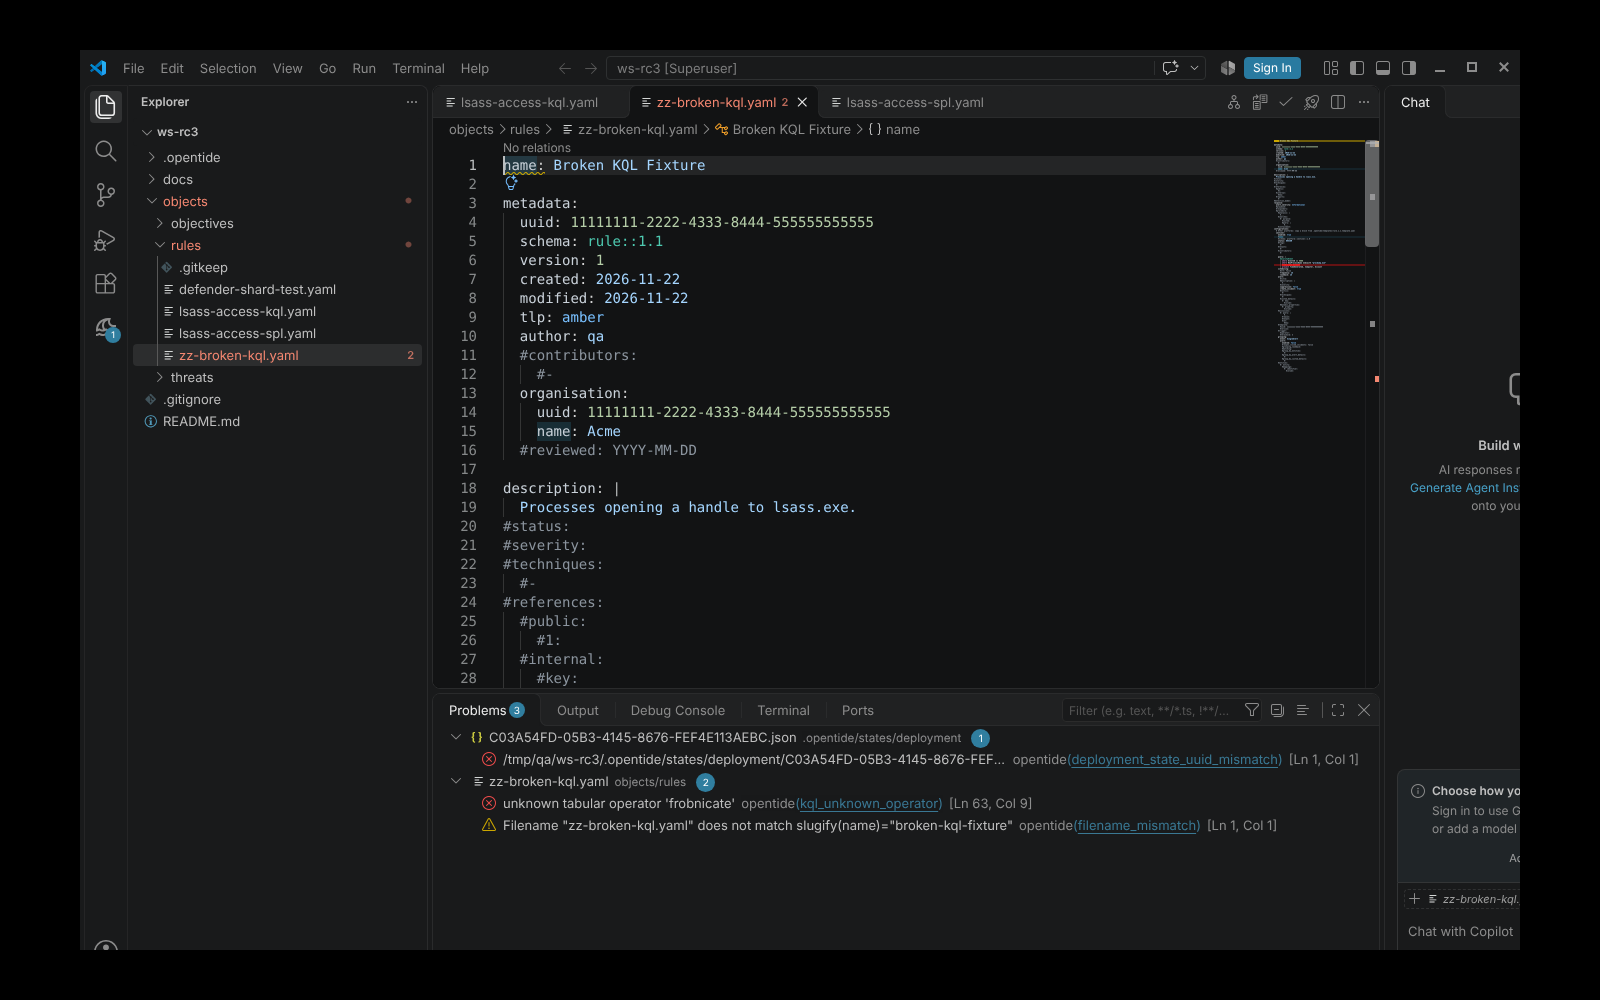 File Edit Selection View Go Run Terminal Help
ws-rc3 [Superuser]
Sign In
Explorer
ws-rc3
.opentide
docs
objects
objectives
rules
.gitkeep
defender-shard-test.yaml
lsass-access-kql.yaml
lsass-access-spl.yaml
zz-broken-kql.yaml 2
threats
.gitignore
README.md
1
lsass-access-kql.yaml
zz-broken-kql.yaml 2
lsass-access-spl.yaml
objects > rules > zz-broken-kql.yaml > Broken KQL Fixture > { } name
No relations
1 name: Broken KQL Fixture
2
3 metadata:
4 uuid: 11111111-2222-4333-8444-555555555555
5 schema: rule::1.1
6 version: 1
7 created: 2026-11-22
8 modified: 2026-11-22
9 tlp: amber
10 author: qa
11 #contributors:
12 #-
13 organisation:
14 uuid: 11111111-2222-4333-8444-555555555555
15 name: Acme
16 #reviewed: YYYY-MM-DD
17
18 description: |
19 Processes opening a handle to lsass.exe.
20 #status:
21 #severity:
22 #techniques:
23 #-
24 #references:
25 #public:
26 #1:
27 #internal:
28 #key:
Problems 3 Output Debug Console Terminal Ports
Filter (e.g. text, **/*.ts, !**/...
{} C03A54FD-05B3-4145-8676-FEF4E113AEBC.json .opentide/states/deployment 1
/tmp/qa/ws-rc3/.opentide/states/deployment/C03A54FD-05B3-4145-8676-FEF... opentide(deployment_state_uuid_mismatch) [Ln 1, Col 1]
zz-broken-kql.yaml objects/rules 2
unknown tabular operator 'frobnicate' opentide(kql_unknown_operator) [Ln 63, Col 9]
Filename "zz-broken-kql.yaml" does not match slugify(name)="broken-kql-fixture" opentide(filename_mismatch) [Ln 1, Col 1]
Chat
Build w
AI responses
Generate Agent Ins
onto you
Choose how yo
Sign in to use G
or add a model
Ad
zz-broken-kql.
Chat with Copilot